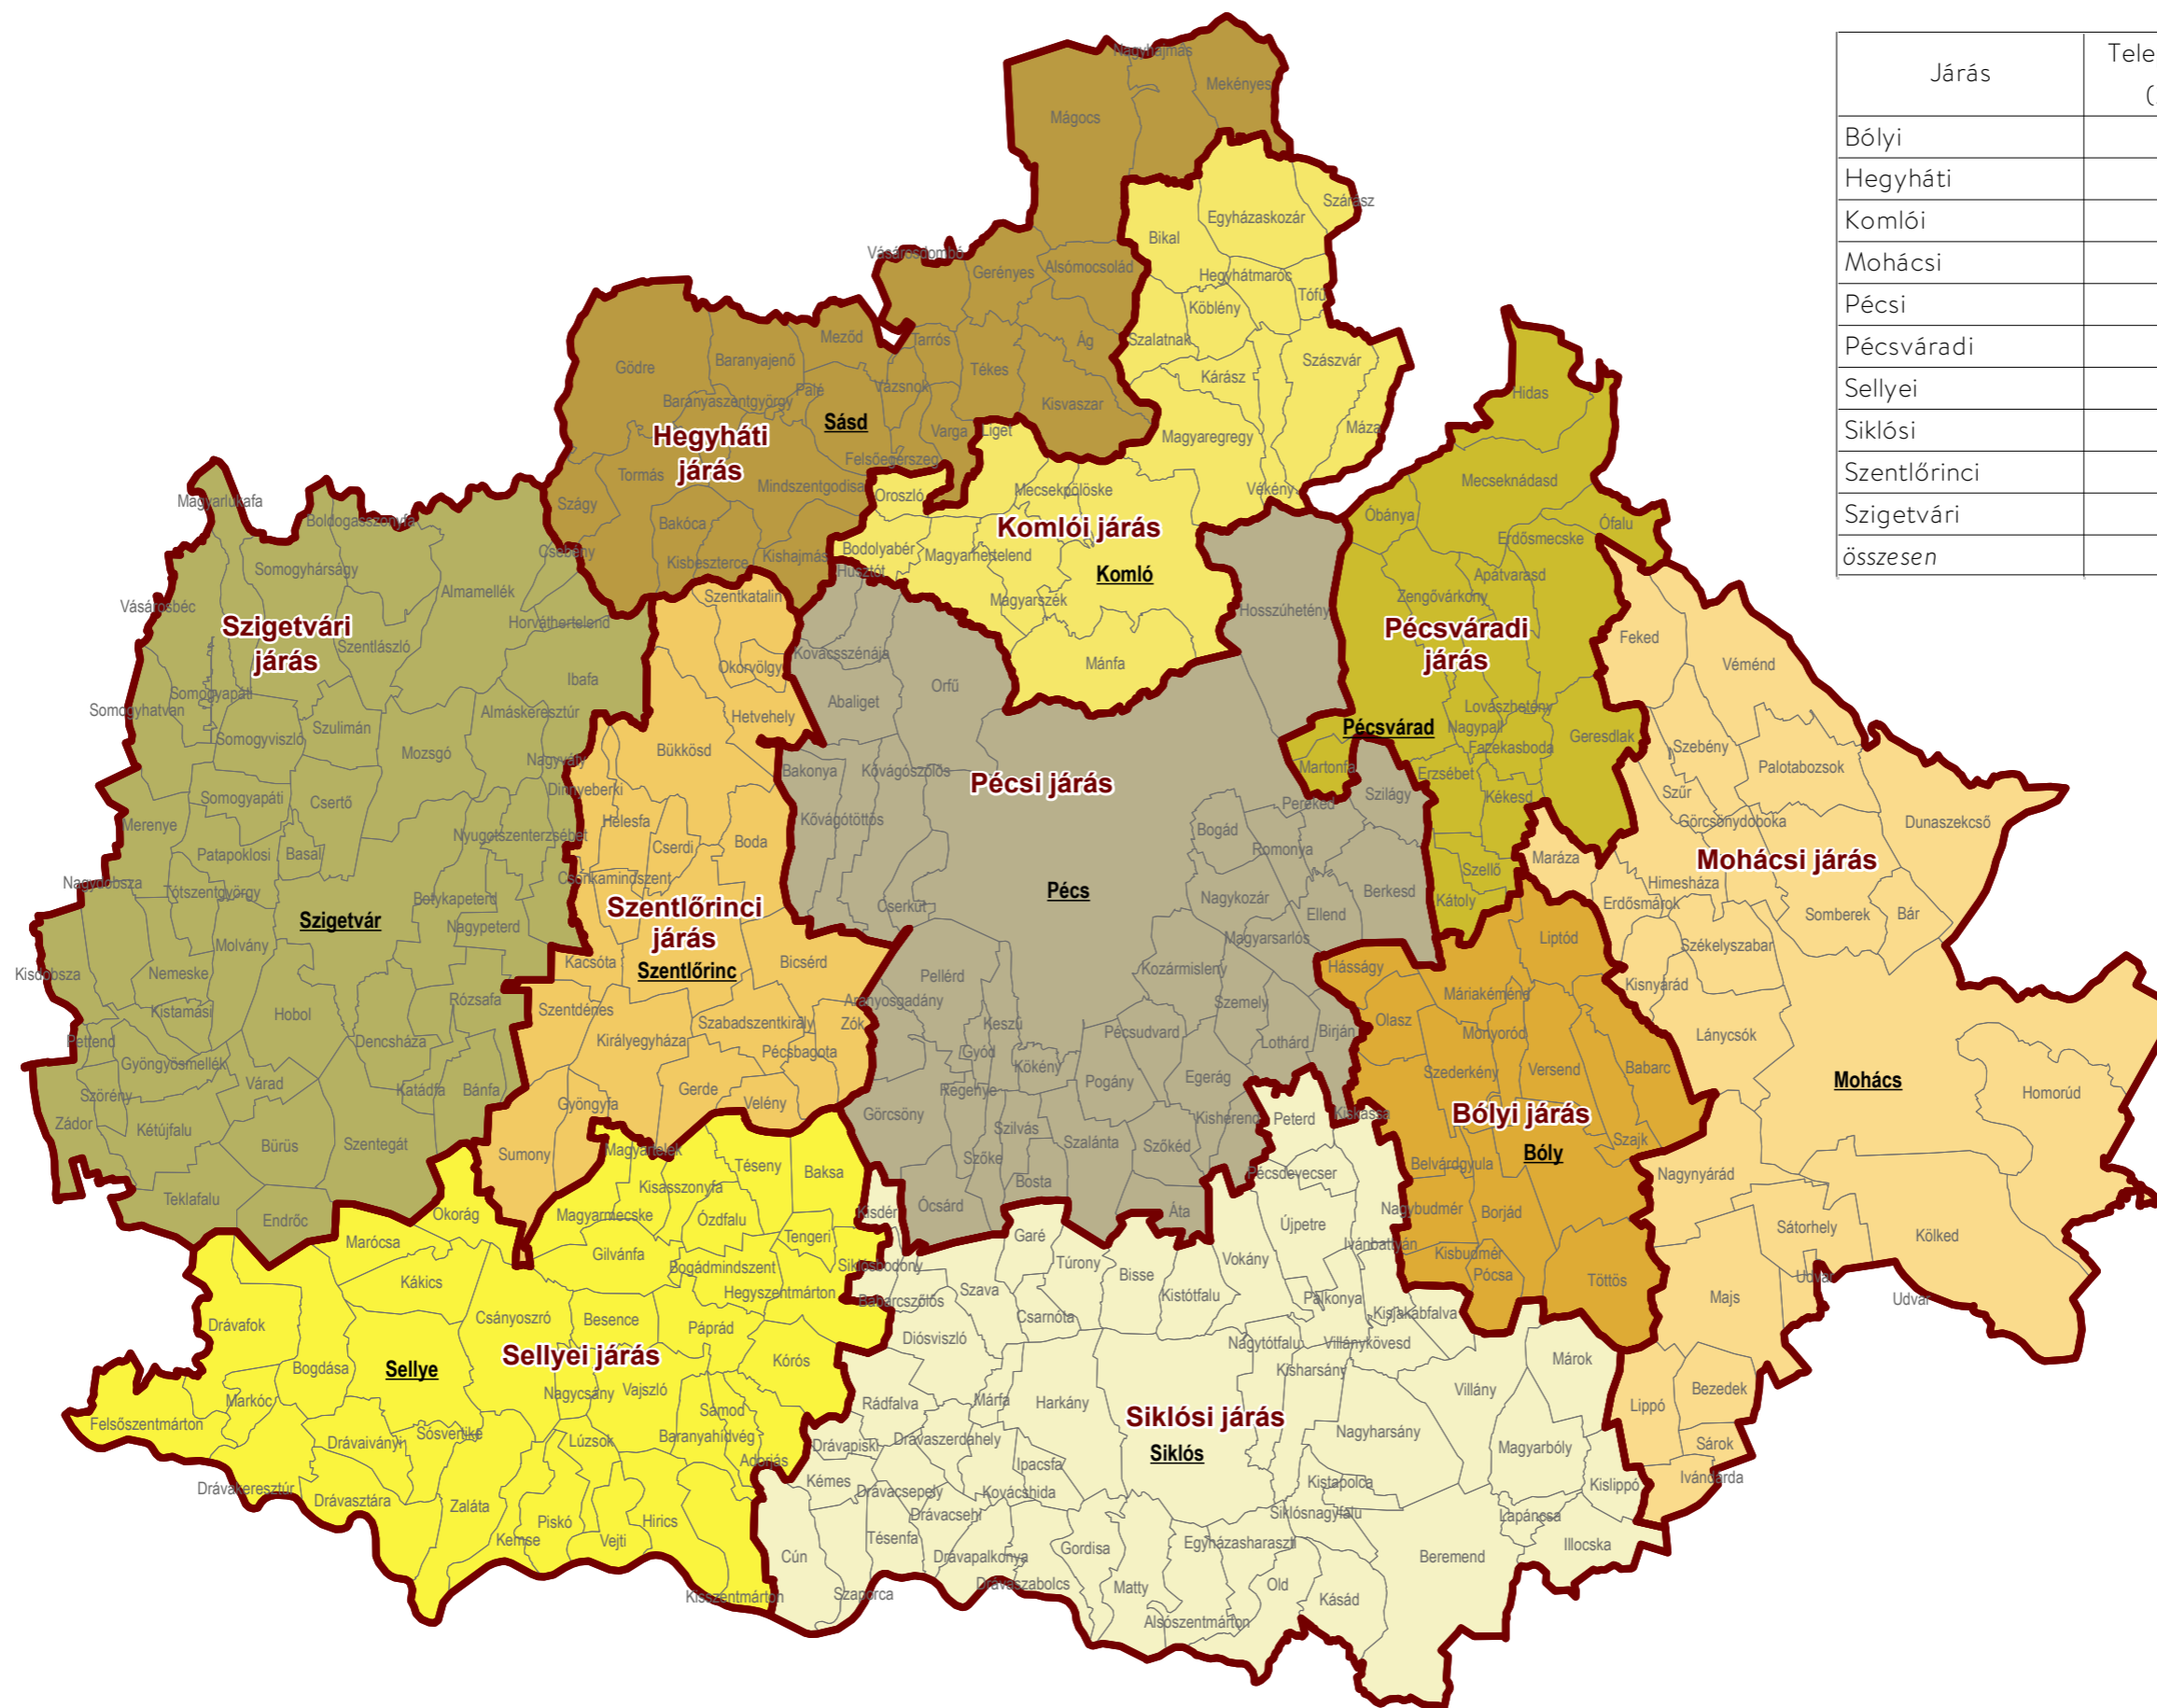 Járás
Tele
(
Bólyi
Hegyháti
Komlói
Mohácsi
Pécsi
Pécsváradi
Sellyei
Siklósi
Szentlőrinci
Szigetvári
összesen
Nagyhajmás
Mekényes
Mágocs
Szárász
Egyházaskozár
Bikal
Vásárosdombó
Gerényes
Alsómocsolád
Hegyhátmaróc
Tófű
Köblény
Meződ
Tarrós
Ág
Szalatnak
Szászvár
Gödre
Baranyajenő
Tékes
Kárász
Palé
Vázsnok
Hidas
Baranyaszentgyörgy
Kisvaszar
Sásd
Varga
Liget
Magyaregregy
Máza
Hegyháti
járás
Felsőegerszeg
Tormás
Mindszentgodisa
Oroszló
Mecsekpölöske
Vékény
Mecseknádasd
Szágy
Magyarlukafa
Boldogasszonyfa
Bakóca
Komlói járás
Óbánya
Ófalu
Erdősmecske
Csebény
Kisbeszterce
Kishajmás
Bodolyabér
Magyarhertelend
Somogyhárságy
Husztót
Komló
Apátvarasd
Almamellék
Szentkatalin
Magyarszék
Zengővárkony
Vásárosbéc
Hosszúhetény
Szigetvári
járás
Horváthertelend
Pécsváradi
járás
Feked
Szentlászló
Kovácsszénája
Mánfa
Véménd
Okorvölgy
Ibafa
Orfű
Somogyapáti
Abaliget
Somogyhatvan
Almáskeresztúr
Hetvehely
Lovászhetény
Szulimán
Nagypall
Pécsvárad
Geresdlak
Somogyviszló
Mozsgó
Bükkösd
Fazekasboda
Szebény
Nagyváty
Bakonya
Kővágószőlős
Pécsi járás
Martonfa
Erzsébet
Palotabozsok
Dinnyeberki
Szűr
Somogyapáti
Csertő
Szilágy
Kékesd
Pereked
Merenye
Helesfa
Kővágótöttös
Görcsönydoboka
Dunaszekcső
Nyugotszenterzsébet
Cserdi
Boda
Bogád
Romonya
Patapoklosi
Basal
Maráza
Mohácsi járás
Szellő
Nagydobsza
Tótszentgyörgy
Csonkamindszent
Himesháza
Pécs
Berkesd
Botykapeterd
Nagykozár
Kátoly
Erdősmárok
Szentlőrinci
járás
Cserkút
Ellend
Somberek
Bár
Szigetvár
Nagypeterd
Magyarsarlós
Liptód
Molván​y
Székelyszabar
Kisdobsza
Nemeske
Kacsóta
Szentlőrinc
Bicsérd
Pellérd
Kozármisleny
Hásságy
Kisnyárád
Rózsafa
Aranyosgadány
Szemely
Máriakéménd
Kistamási
Hobol
Szentdénes
Szabadszentkirály
Zók
Keszü
Pécsudvard
Birján
Olasz
Monyoród
Lánycsók
Pettend
Dencsháza
Királyegyháza
Pécsbagota
Gyód
Lothárd
Gyöngyösmellék
Kökény
Szederkény
Versend
Babarc
Várad
Katádfa
Bánfa
Gerde
Regenye
Pogány
Egerág
Mohács
Homorúd
Szörény
Gyöngyfa
Velény
Görcsöny
Kisherend
Peterd
Kiskassa
Bólyi járás
Zádor
Kétújfalu
Bürüs
Szentegát
Szilvás
Szalánta
Szőkéd
Szajk
Bóly
Sumony
Magyartelek
Téseny
Baksa
Szőke
Pécsdevecser
Belvárdgyula
Nagynyárád
Teklafalu
Kisasszonyfa
Bosta
Endrőc
Okorág
Magyarmecske
Ózdfalu
Kisdér
Ócsárd
Áta
Újpetre
Nagybudmér
Borjád
Sátorhely
Kölked
Marócsa
Gilvánfa
Tengeri
Garé
Túrony
Vokány
Ivánbattyán
Kisbudmér
Kákics
Bogádmindszent
Siklósbodony
Bisse
Pócsa
Töttös
Udvar
Hegyszentmárton
Babarcszőlős
Szava
Kistótfalu
Palkonya
Majs
Udvar
Drávafok
Csányoszró
Besence
Páprád
Diósviszló
Csarnóta
Kisjakabfalva
Nagytótfalu
Villánykövesd
Bogdása
Sellye
Sellyei járás
Kórós
Kisharsány
Márok
Markóc
Nagycsány
Vajszló
Rádfalva
Márfa
Harkány
Villány
Bezedek
Lippó
Felsőszentmárton
Drávaiványi
Sósvertike
Lúzsok
Sámod
Baranyahídvég
Siklósi járás
Nagyharsány
Drávapiski
Drávaszerdahely
Siklós
Magyarbóly
Sárok
Adorjás
Ipacsfa
Drávakeresztúr
Drávasztára
Zaláta
Kémes
Drávacsepely
Kovácshida
Kistapolca
Kislippó
Ivándárda
Drávacsehi
Siklósnagyfalu
Lapáncsa
Kemse
Piskó
Vejti
Hirics
Tésenfa
Egyházasharaszti
Illocska
Cún
Drávapalkonya
Gordisa
Beremend
Kisszentmárton
Szaporca
Drávaszabolcs
Matty
Old
Kásád
Alsószentmárton